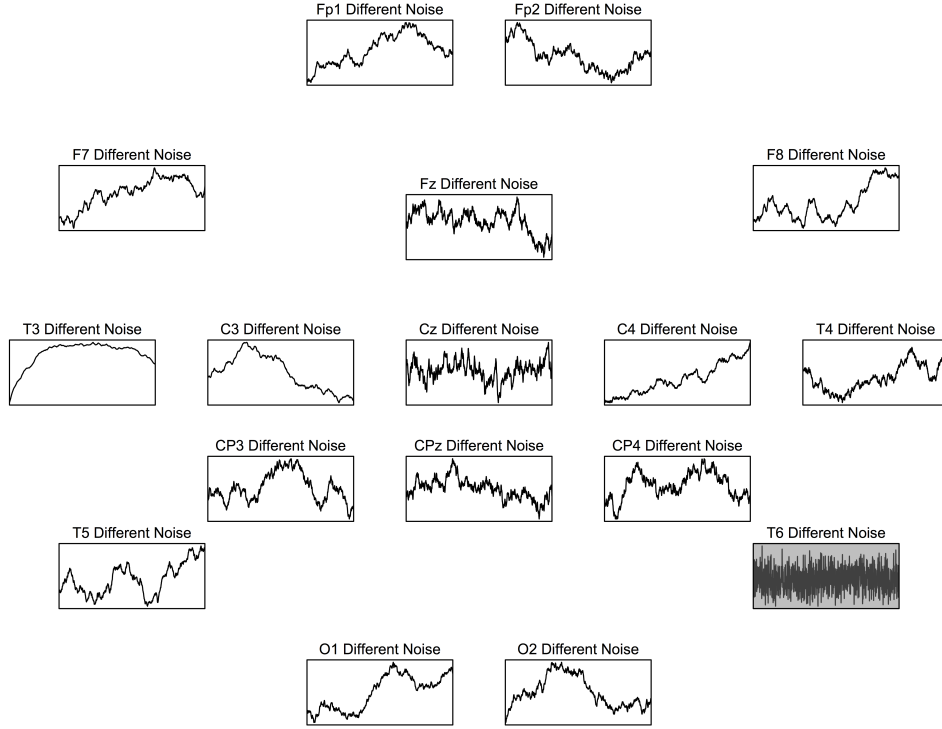 Fp1 Different Noise
Fp2 Different Noise
F7 Different Noise
F8 Different Noise
Fz Different Noise
T3 Different Noise
C3 Different Noise
Cz Different Noise
C4 Different Noise
T4 Different Noise
CP3 Different Noise
CPz Different Noise
CP4 Different Noise
T5 Different Noise
T6 Different Noise
O1 Different Noise
O2 Different Noise